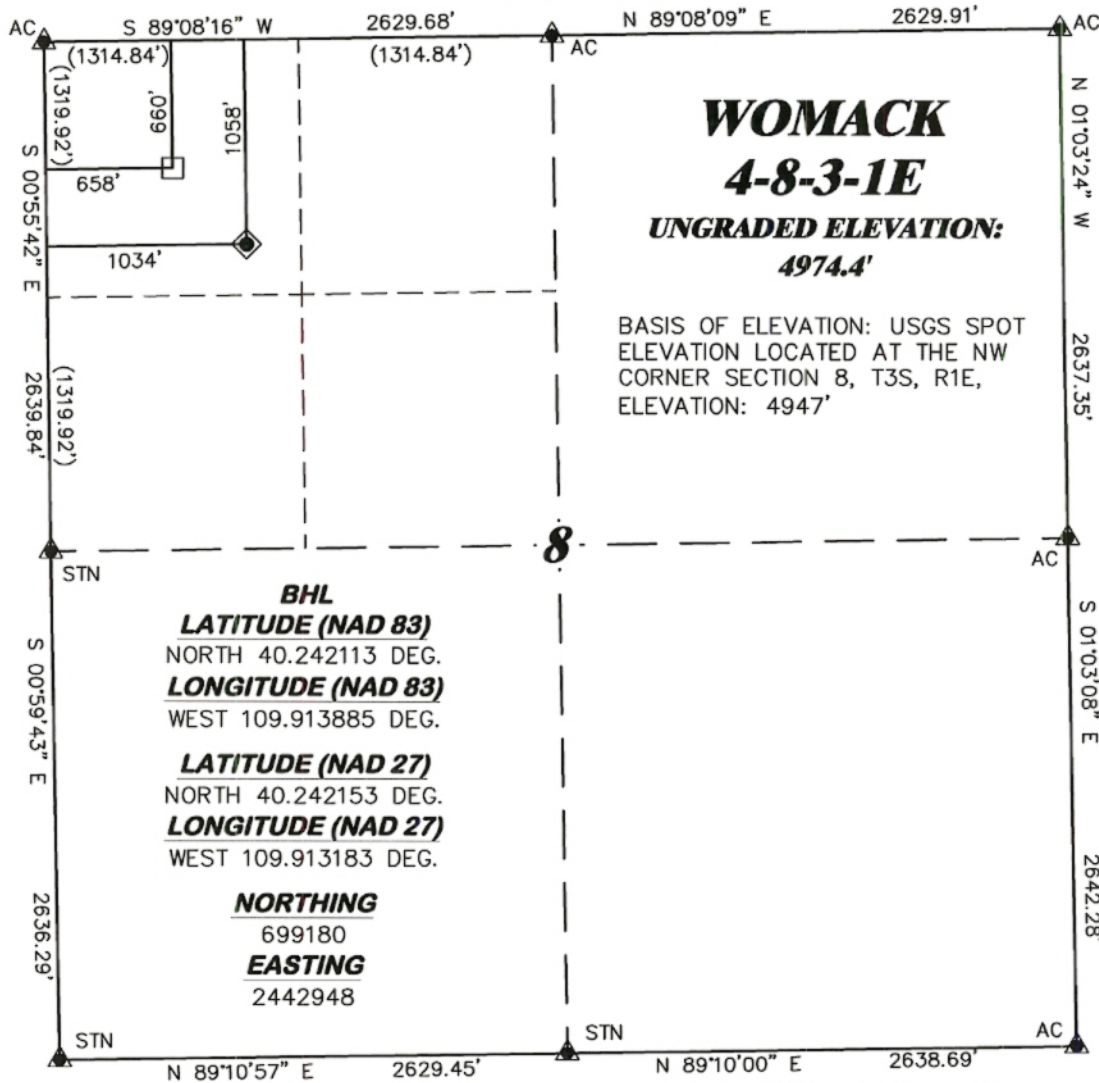 AC S 89°08'16" W 2629.68' N 89°08'09" E 2629.91' AC
(1314.84') (1314.84') AC
(1319.92')
660'
1058'
658'
1034'
S 00°55'42" E
2639.84'
(1319.92')
WOMACK
4-8-3-1E
UNGRADED ELEVATION:
4974.4'
BASIS OF ELEVATION: USGS SPOT
ELEVATION LOCATED AT THE NW
CORNER SECTION 8, T3S, R1E,
ELEVATION: 4947'
N 01°03'24" W
2637.35'
8
STN
AC
BHL
LATITUDE (NAD 83)
NORTH 40.242113 DEG.
LONGITUDE (NAD 83)
WEST 109.913885 DEG.
LATITUDE (NAD 27)
NORTH 40.242153 DEG.
LONGITUDE (NAD 27)
WEST 109.913183 DEG.
NORTHING
699180
EASTING
2442948
S 00°59'43" E
2636.29'
S 01°03'08" E
2642.28'
STN
STN
AC
N 89°10'57" E 2629.45' N 89°10'00" E 2638.69'